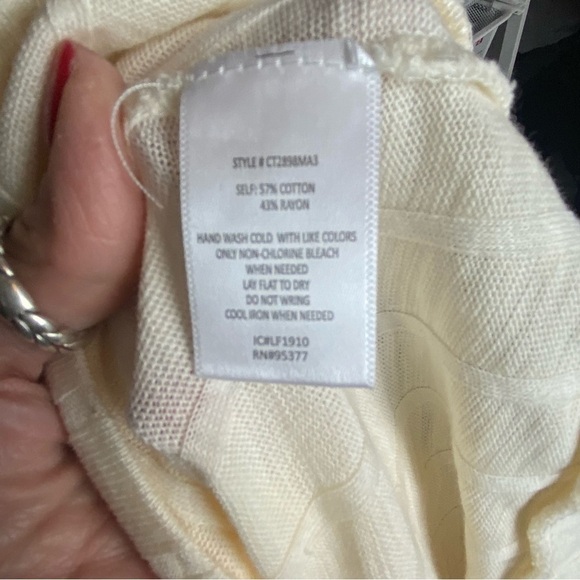 STYLE # CT2898MA3
SELF: 57% COTTON
43% RAYON
HAND WASH COLD WITH LIKE COLORS
ONLY NON-CHLORINE BLEACH
WHEN NEEDED
LAY FLAT TO DRY
DO NOT WRING
COOL IRON WHEN NEEDED
IC#LF1910
RN#95377